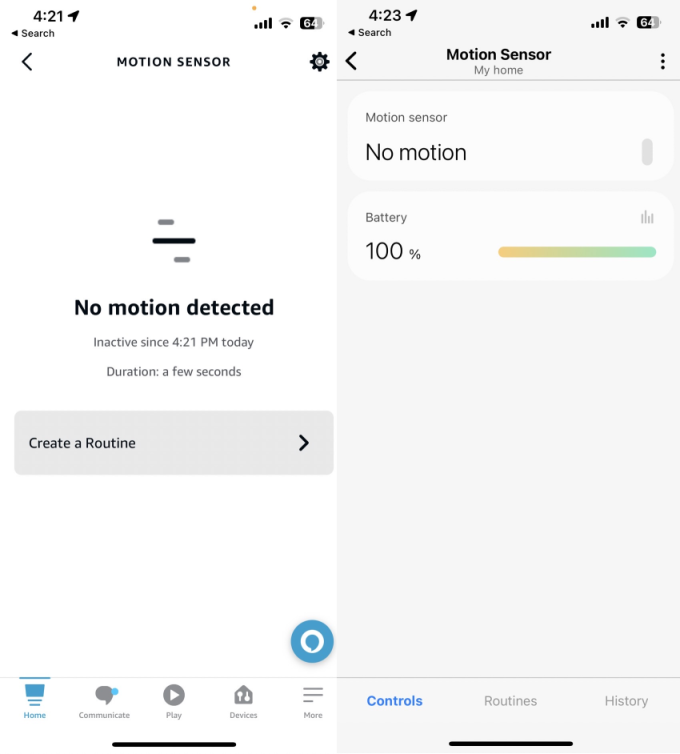 4:21
64
Search
MOTION SENSOR
No motion detected
Inactive since 4:21 PM today
Duration: a few seconds
Create a Routine
Home
Communicate
Play
Devices
More
4:23
64
Search
Motion Sensor
My home
Motion sensor
No motion
Battery
100 %
Controls
Routines
History